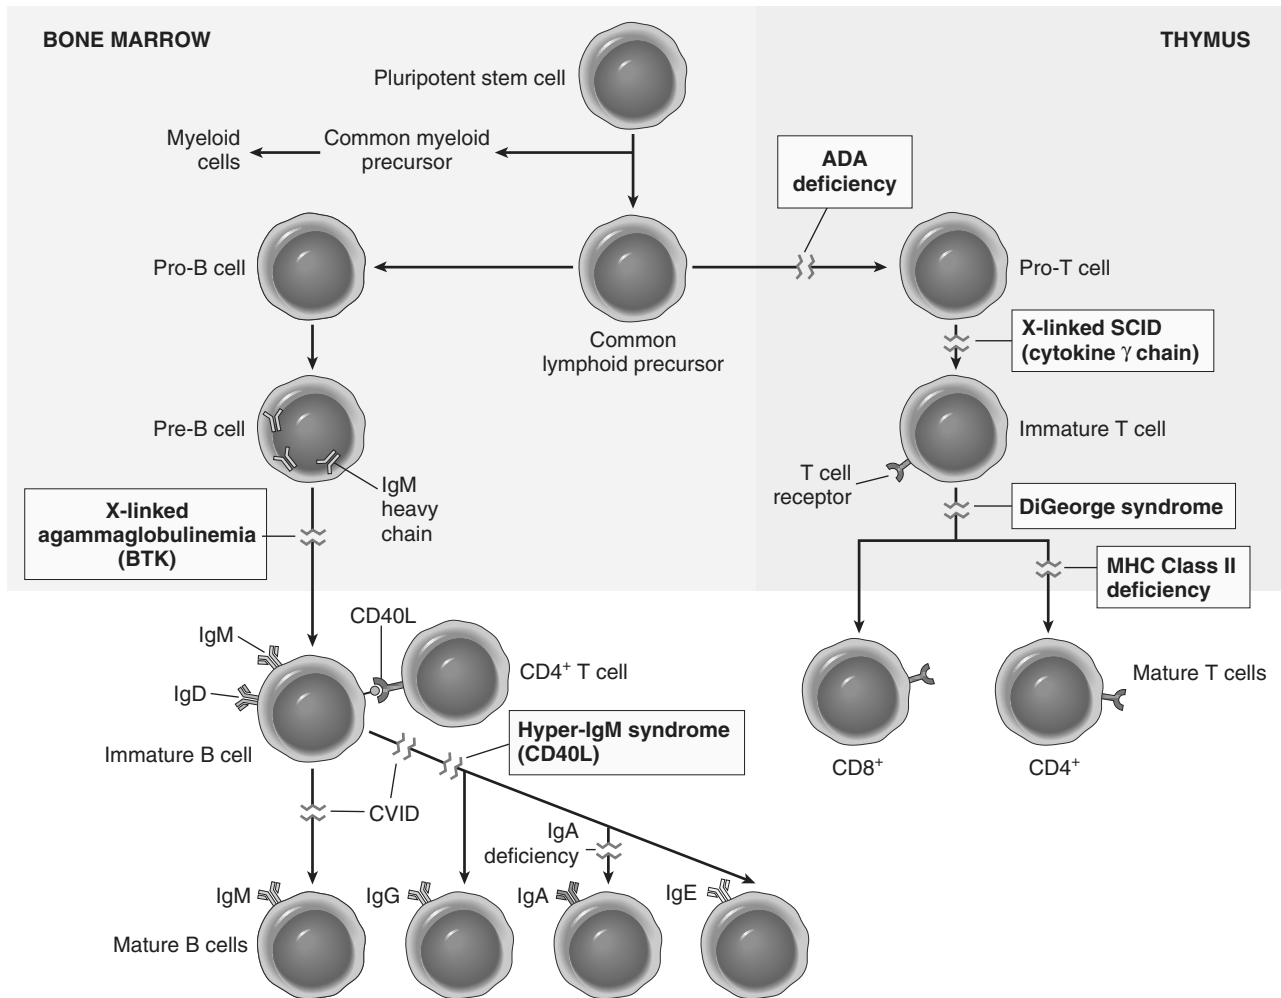 BONE MARROW
THYMUS
Pluripotent stem cell
Myeloid
cells
Common myeloid
precursor
ADA
deficiency
Pro-B cell
Common
lymphoid precursor
Pro-T cell
X-linked SCID
(cytokine γ chain)
Pre-B cell
IgM
heavy
chain
Immature T cell
T cell
receptor
X-linked
agammaglobulinemia
(BTK)
DiGeorge syndrome
MHC Class II
deficiency
CD40L
IgM
IgD
CD4+ T cell
Immature B cell
Hyper-IgM syndrome
(CD40L)
Mature T cells
CD8+
CD4+
CVID
IgA
deficiency
IgM
IgG
IgA
IgE
Mature B cells